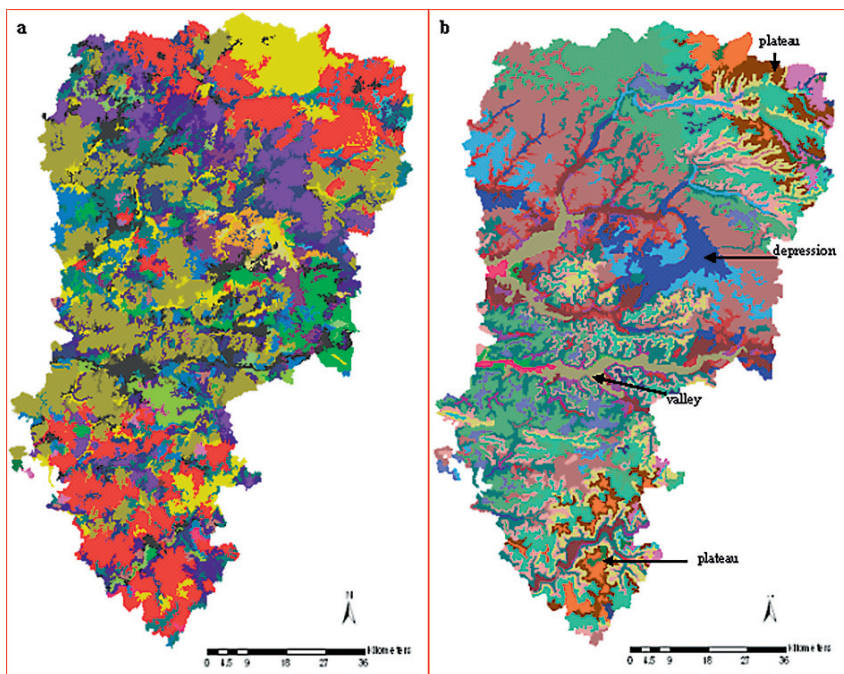 a
b
plateau
depression
valley
plateau
N
Kilometers
0 4.5 9 18 27 36
Kilometers
0 4.5 9 18 27 36